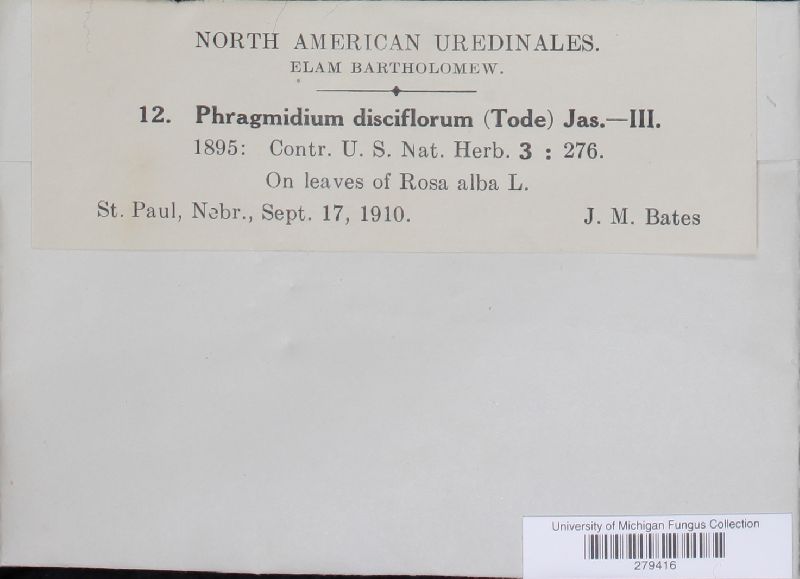 NORTH AMERICAN UREDINALES.
ELAM BARTHOLOMEW.
12. Phragmidium disciflorum (Tode) Jas.—III.
1895: Contr. U. S. Nat. Herb. 3 : 276.
On leaves of Rosa alba L.
St. Paul, Nebr., Sept. 17, 1910. J. M. Bates
University of Michigan Fungus Collection
279416